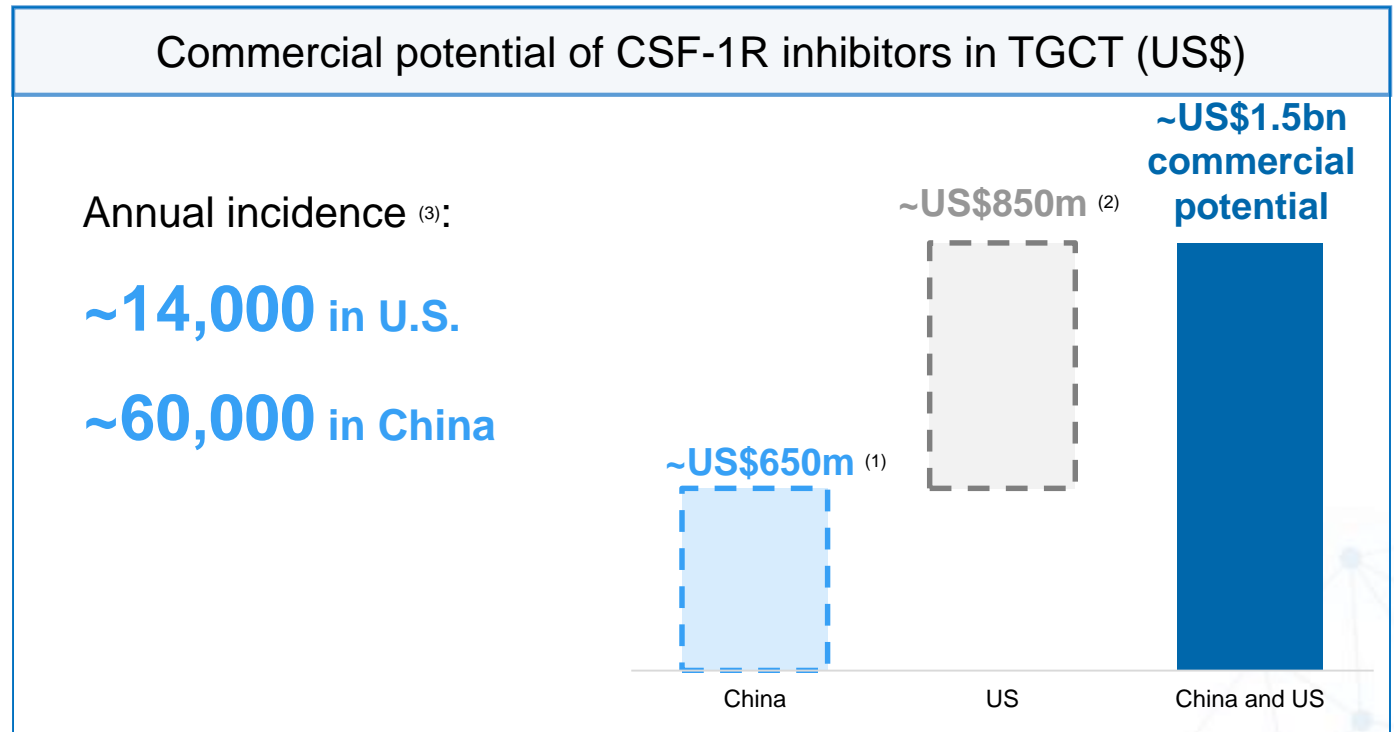 Commercial potential of CSF-1R inhibitors in TGCT (US$)
Annual incidence (3):
~14,000 in U.S.
~60,000 in China
~US$650m (1)
~US$850m (2)
~US$1.5bn
commercial
potential
China
US
China and US